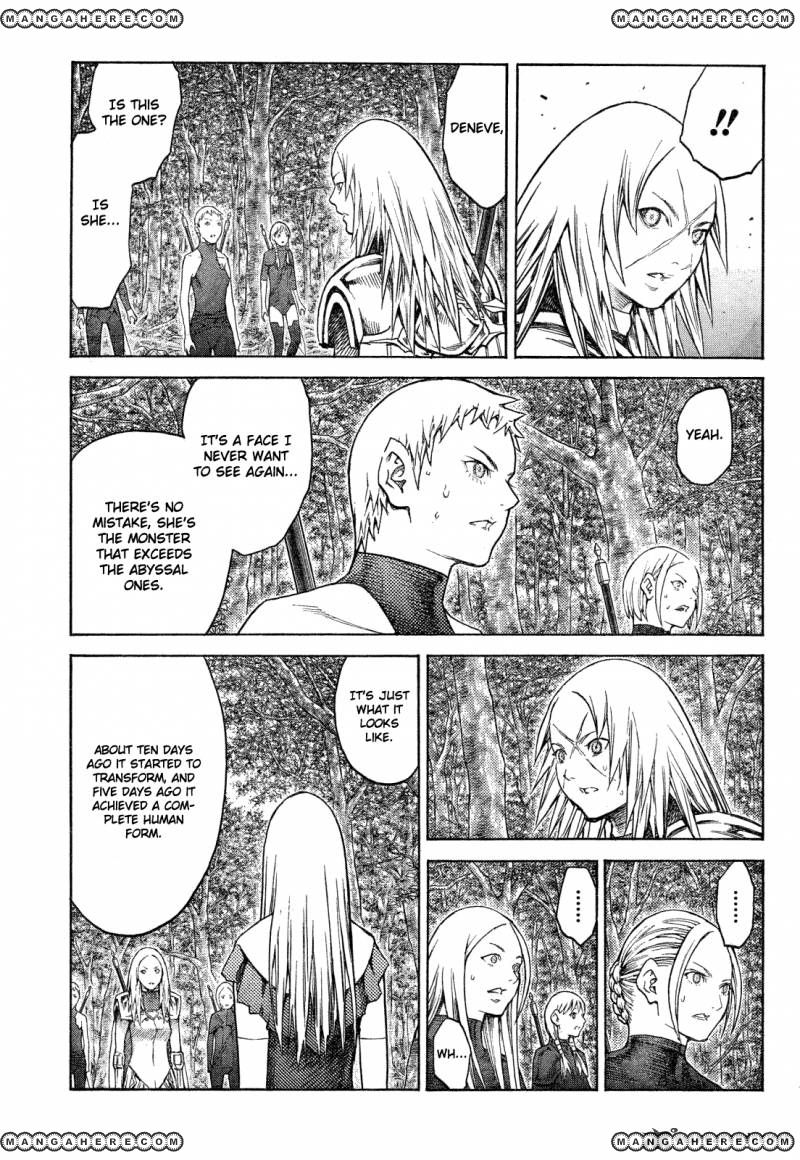 MANGAHERE.COM
MANGAHERE.COM
!!
DENEVE,
IS THIS
THE ONE?
IS
SHE...
YEAH.
IT'S A FACE I
NEVER WANT
TO SEE AGAIN...
THERE'S NO
MISTAKE, SHE'S
THE MONSTER
THAT EXCEEDS
THE ABYSSAL
ONES.
IT'S JUST
WHAT IT
LOOKS
LIKE.
ABOUT TEN DAYS
AGO IT STARTED TO
TRANSFORM, AND
FIVE DAYS AGO IT
ACHIEVED A COM-
PLETE HUMAN
FORM.
......
......
WH...
MANGAHERE.COM
MANGAHERE.COM